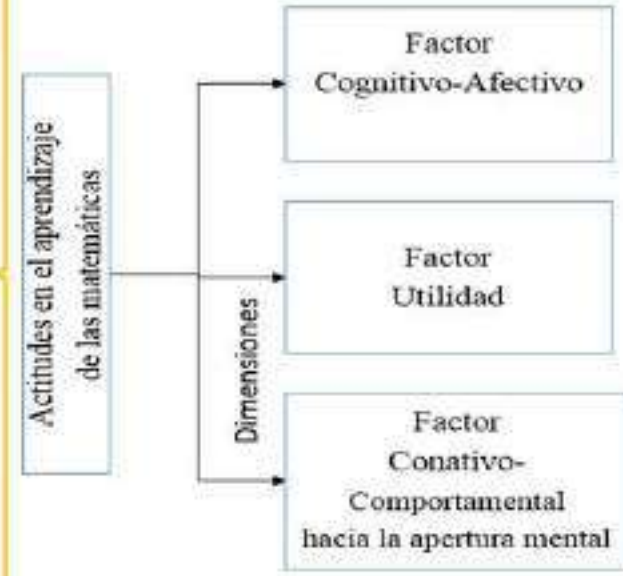 Actitudes en el aprendizaje
de las matemáticas
Dimensiones
Factor
Cognitivo-Afectivo
Factor
Utilidad
Factor
Conativo-
Comportamental
hacia la apertura mental